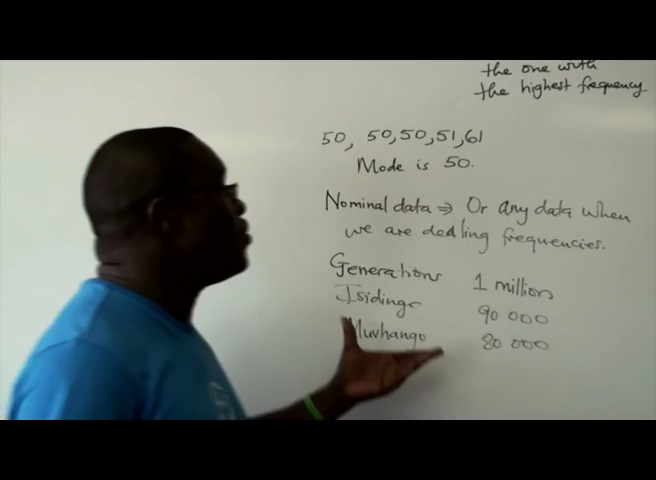 the one with
the highest frequency
50, 50,50,51,61
Mode is 50.
Nominal data ⇒ Or any data when
we are dealing frequencies.
Generations 1 million
Isidingo 90 000
Muvhango 80 000